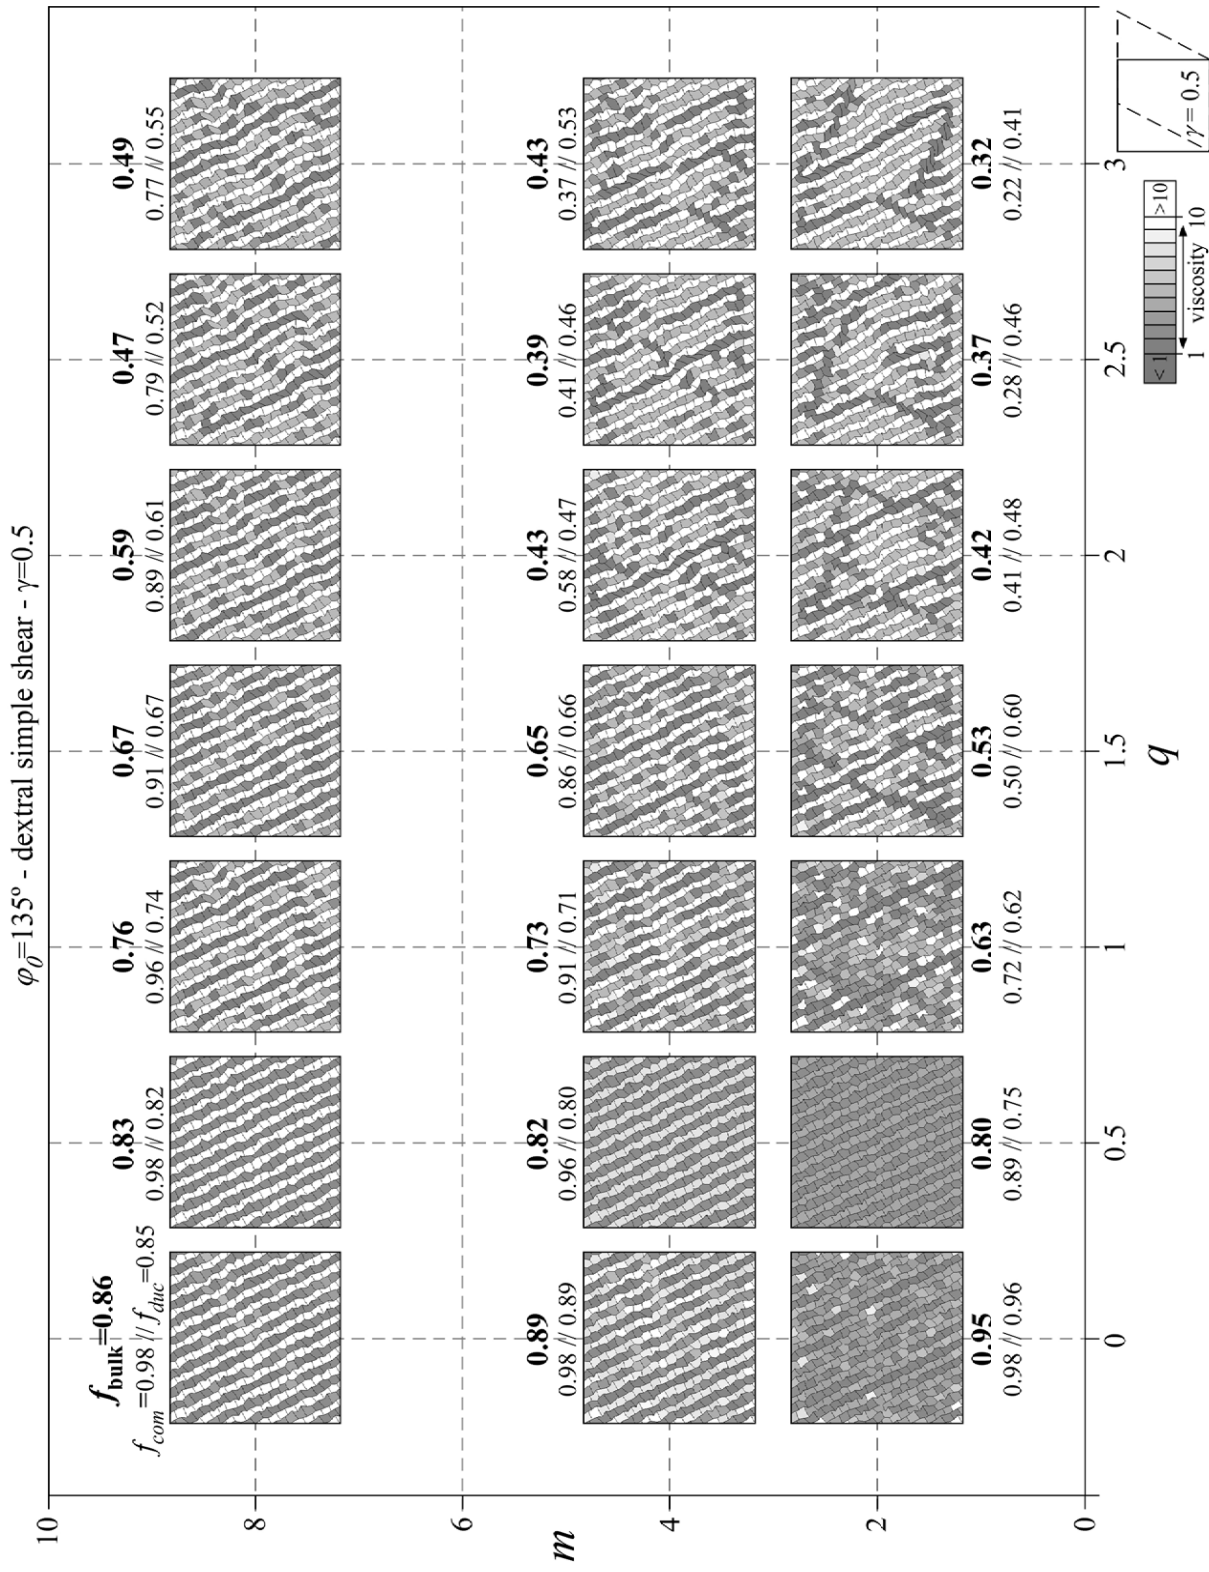 φ0=135º - dextral simple shear - γ=0.5
10
8
6
4
2
0
m
fbulk=0.86
fcom=0.98 // fduc=0.85
0.83
0.98 // 0.82
0.76
0.96 // 0.74
0.67
0.91 // 0.67
0.59
0.89 // 0.61
0.47
0.79 // 0.52
0.49
0.77 // 0.55
0.89
0.98 // 0.89
0.82
0.96 // 0.80
0.73
0.91 // 0.71
0.65
0.86 // 0.66
0.43
0.58 // 0.47
0.39
0.41 // 0.46
0.43
0.37 // 0.53
0.95
0.98 // 0.96
0.80
0.89 // 0.75
0.63
0.72 // 0.62
0.53
0.50 // 0.60
0.42
0.41 // 0.48
0.37
0.28 // 0.46
0.32
0.22 // 0.41
0
0.5
1
1.5
2
2.5
3
q
< 1
>10
1
viscosity
10
γ = 0.5